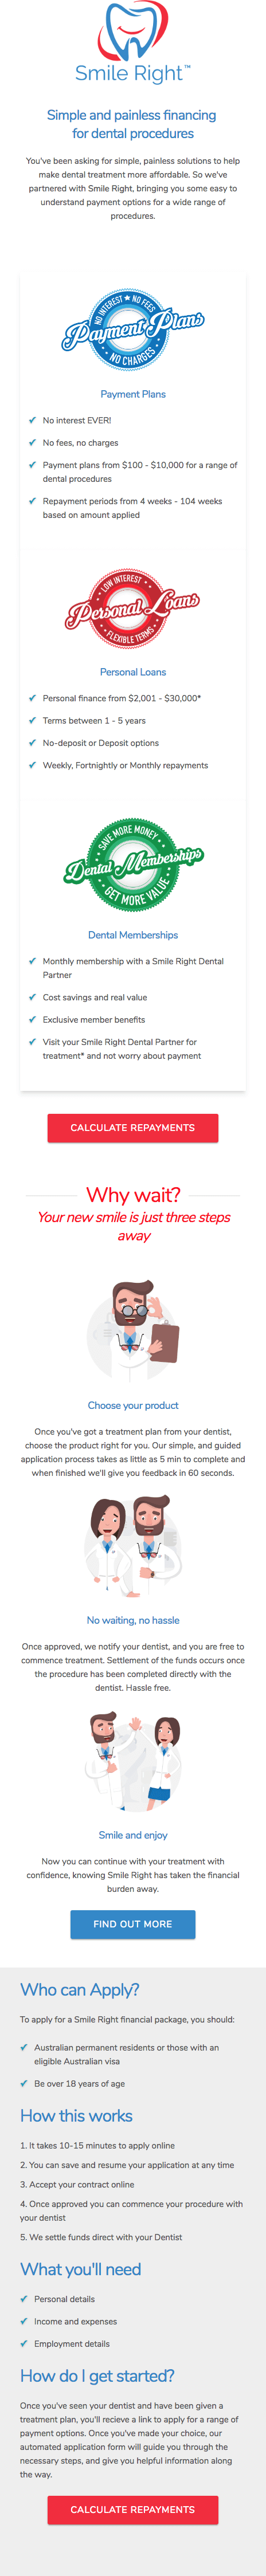 Smile Right™
Simple and painless financing
for dental procedures
You've been asking for simple, painless solutions to help
make dental treatment more affordable. So we've
partnered with Smile Right, bringing you some easy to
understand payment options for a wide range of
procedures.
NO INTEREST ★ NO FEES
Payment Plans
NO CHARGES
Payment Plans
✔ No interest EVER!
✔ No fees, no charges
✔ Payment plans from $100 - $10,000 for a range of
dental procedures
✔ Repayment periods from 4 weeks - 104 weeks
based on amount applied
LOW INTEREST
Personal Loans
FLEXIBLE TERMS
Personal Loans
✔ Personal finance from $2,001 - $30,000*
✔ Terms between 1 - 5 years
✔ No-deposit or Deposit options
✔ Weekly, Fortnightly or Monthly repayments
SAVE MORE MONEY
Dental Memberships
GET MORE VALUE
Dental Memberships
✔ Monthly membership with a Smile Right Dental
Partner
✔ Cost savings and real value
✔ Exclusive member benefits
✔ Visit your Smile Right Dental Partner for
treatment* and not worry about payment
CALCULATE REPAYMENTS
Why wait?
Your new smile is just three steps
away
Choose your product
Once you've got a treatment plan from your dentist,
choose the product right for you. Our simple, and guided
application process takes as little as 5 min to complete and
when finished we'll give you feedback in 60 seconds.
No waiting, no hassle
Once approved, we notify your dentist, and you are free to
commence treatment. Settlement of the funds occurs once
the procedure has been completed directly with the
dentist. Hassle free.
Smile and enjoy
Now you can continue with your treatment with
confidence, knowing Smile Right has taken the financial
burden away.
FIND OUT MORE
Who can Apply?
To apply for a Smile Right financial package, you should:
✔ Australian permanent residents or those with an
eligible Australian visa
✔ Be over 18 years of age
How this works
1. It takes 10-15 minutes to apply online
2. You can save and resume your application at any time
3. Accept your contract online
4. Once approved you can commence your procedure with
your dentist
5. We settle funds direct with your Dentist
What you'll need
✔ Personal details
✔ Income and expenses
✔ Employment details
How do I get started?
Once you've seen your dentist and have been given a
treatment plan, you'll recieve a link to apply for a range of
payment options. Once you've made your choice, our
automated application form will guide you through the
necessary steps, and give you helpful information along
the way.
CALCULATE REPAYMENTS